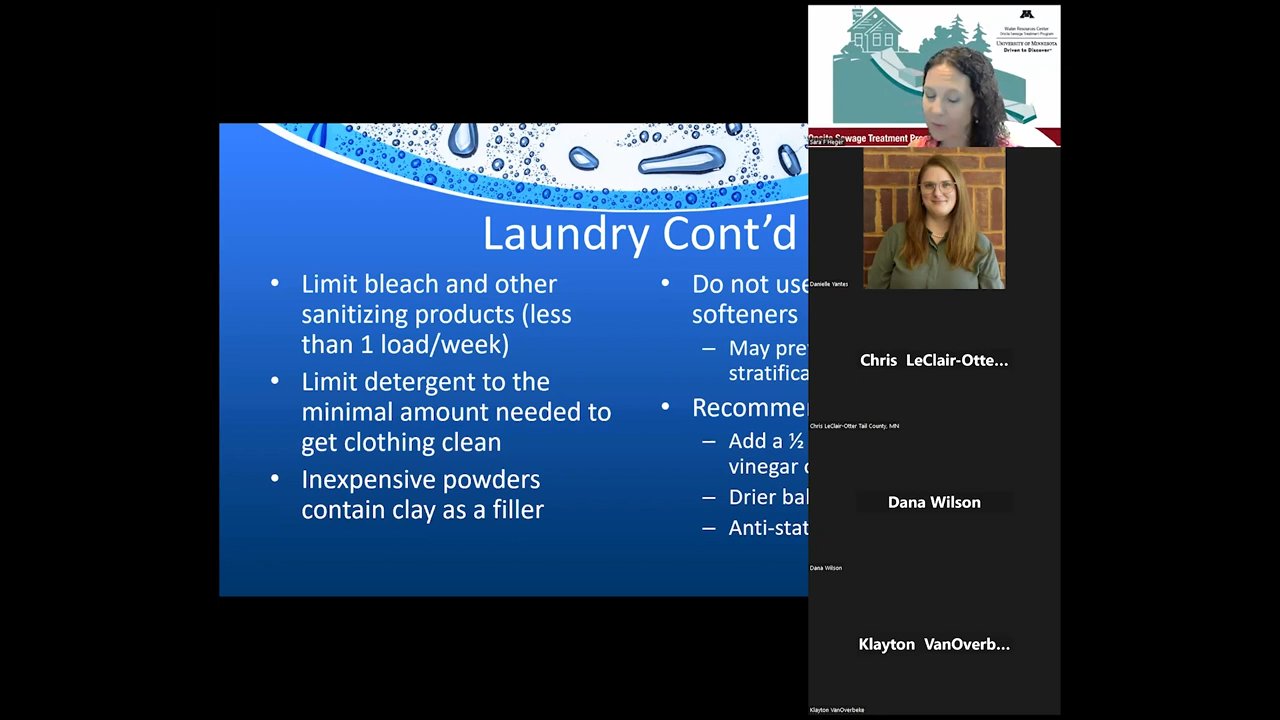 Laundry Cont’d
• Limit bleach and other
sanitizing products (less
than 1 load/week)
• Limit detergent to the
minimal amount needed to
get clothing clean
• Inexpensive powders
contain clay as a filler
• Do not use
softeners
– May pre
stratifica
• Recomme
– Add a ½
vinegar
– Drier bal
– Anti-stat
Water Resources Center
Onsite Sewage Treatment Program
UNIVERSITY OF MINNESOTA
Driven to Discover
Onsite Sewage Treatment Pro
Sara F Heger
Danielle Yantes
Chris LeClair-Otte...
Chris LeClair-Otter Tail County, MN
Dana Wilson
Dana Wilson
Klayton VanOverb...
Klayton VanOverbeke